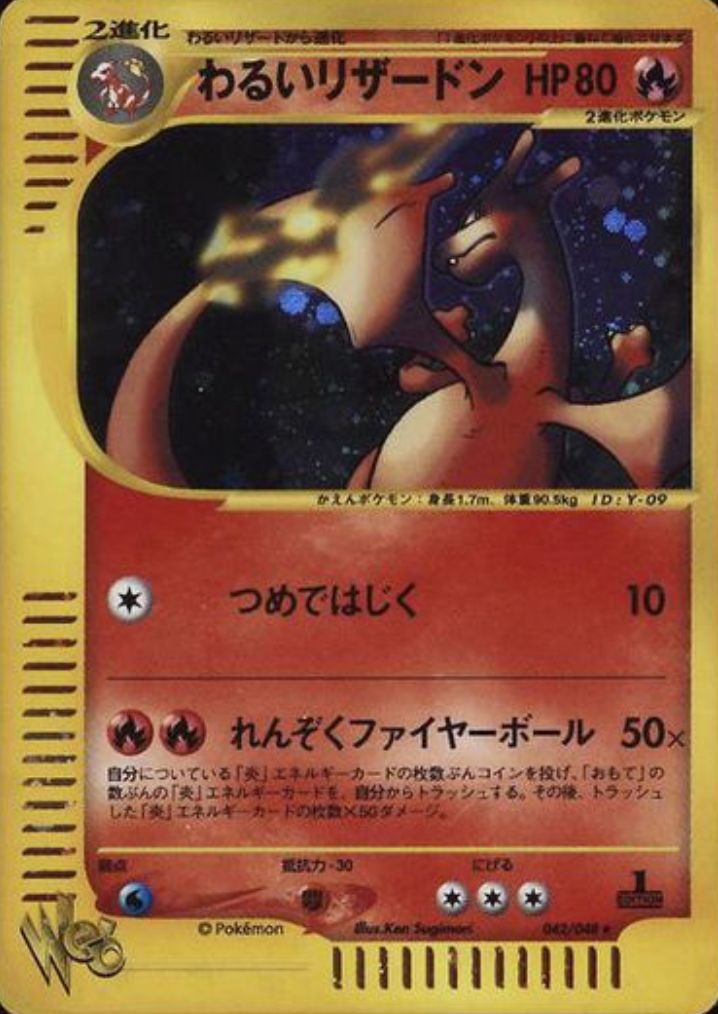 2進化 わるいリザードから進化
わるいリザードン HP80
2進化ポケモン
かえんポケモン：身長1.7m、体重90.5kg ID:Y-09
つめではじく 10
れんぞくファイヤーボール 50×
自分についている「炎」エネルギーカードの枚数ぶんコインを投げ、「おもて」の
数ぶんの「炎」エネルギーカードを、自分からトラッシュする。その後、トラッシュ
した「炎」エネルギーカードの枚数×50ダメージ。
弱点 抵抗力-30 にげる
1
EDITION
Web
©Pokémon Illus.Ken Sugimori 042/048 ★